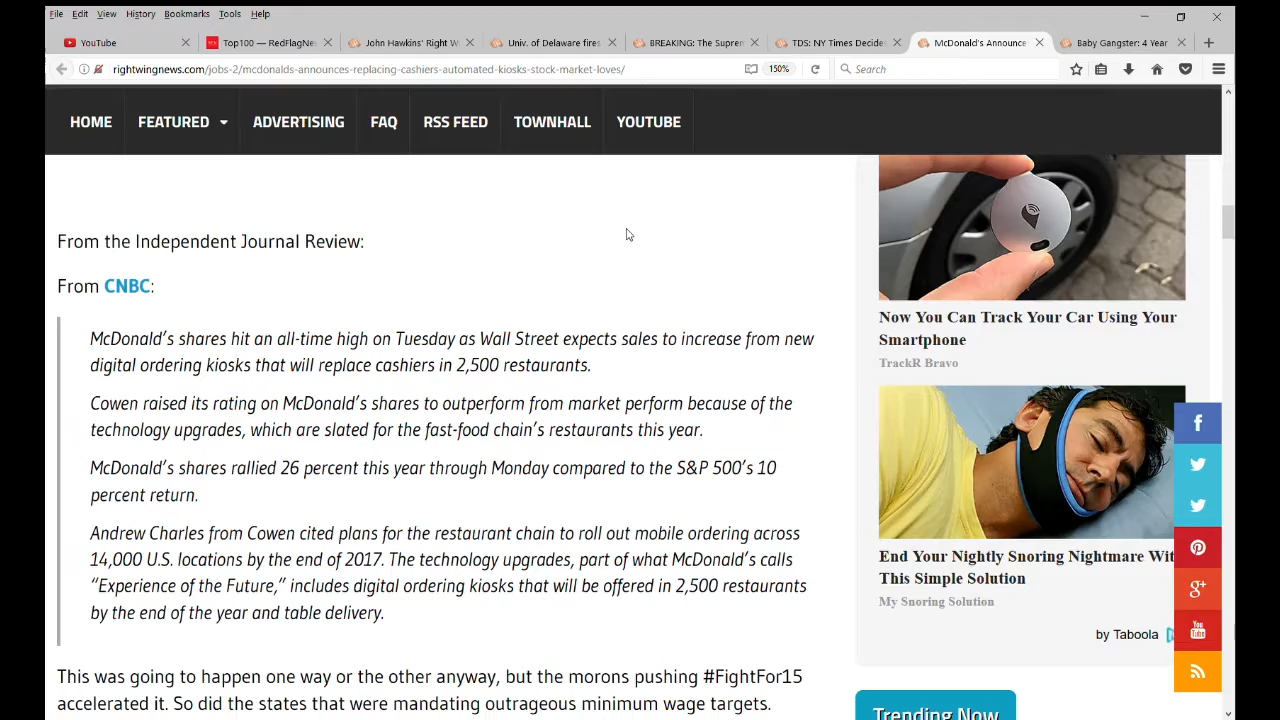 File Edit View History Bookmarks Tools Help
YouTube
Top100 — RedFlagNe
John Hawkins' Right W
Univ. of Delaware fires
BREAKING: The Suprem
TDS: NY Times Decide
McDonald's Announce
Baby Gangster: 4 Year
rightwingnews.com/jobs-2/mcdonalds-announces-replacing-cashiers-automated-kiosks-stock-market-loves/
150%
Search
HOME FEATURED ADVERTISING FAQ RSS FEED TOWNHALL YOUTUBE
From the Independent Journal Review:
From CNBC:
McDonald's shares hit an all-time high on Tuesday as Wall Street expects sales to increase from new
digital ordering kiosks that will replace cashiers in 2,500 restaurants.
Cowen raised its rating on McDonald's shares to outperform from market perform because of the
technology upgrades, which are slated for the fast-food chain's restaurants this year.
McDonald's shares rallied 26 percent this year through Monday compared to the S&P 500's 10
percent return.
Andrew Charles from Cowen cited plans for the restaurant chain to roll out mobile ordering across
14,000 U.S. locations by the end of 2017. The technology upgrades, part of what McDonald's calls
“Experience of the Future,” includes digital ordering kiosks that will be offered in 2,500 restaurants
by the end of the year and table delivery.
This was going to happen one way or the other anyway, but the morons pushing #FightFor15
accelerated it. So did the states that were mandating outrageous minimum wage targets.
Now You Can Track Your Car Using Your
Smartphone
TrackR Bravo
End Your Nightly Snoring Nightmare Wit
This Simple Solution
My Snoring Solution
by Taboola
Trending Now
You
Tube